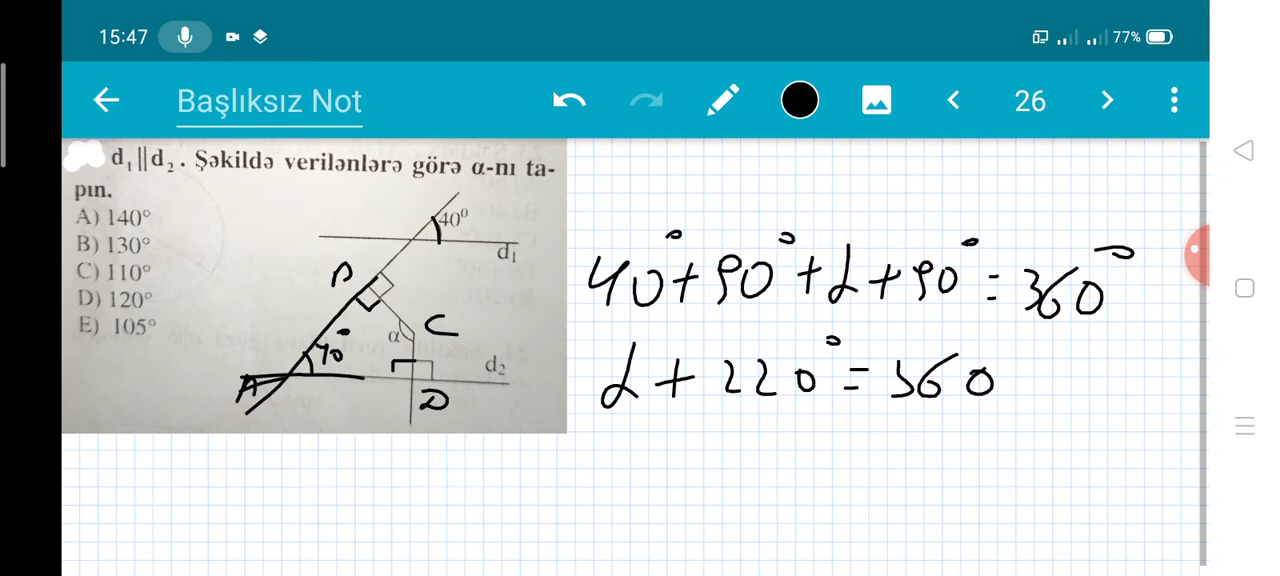 15:47
77%
Başlıksız Not
26
d₁||d₂. Şəkildə verilənlərə görə α-nı ta-
pın.
A) 140°
B) 130°
C) 110°
D) 120°
E) 105°
40⁰
d₁
B
C
α
40°
A
D
d₂
40° + 90° + α + 90° = 360°
α + 220° = 360